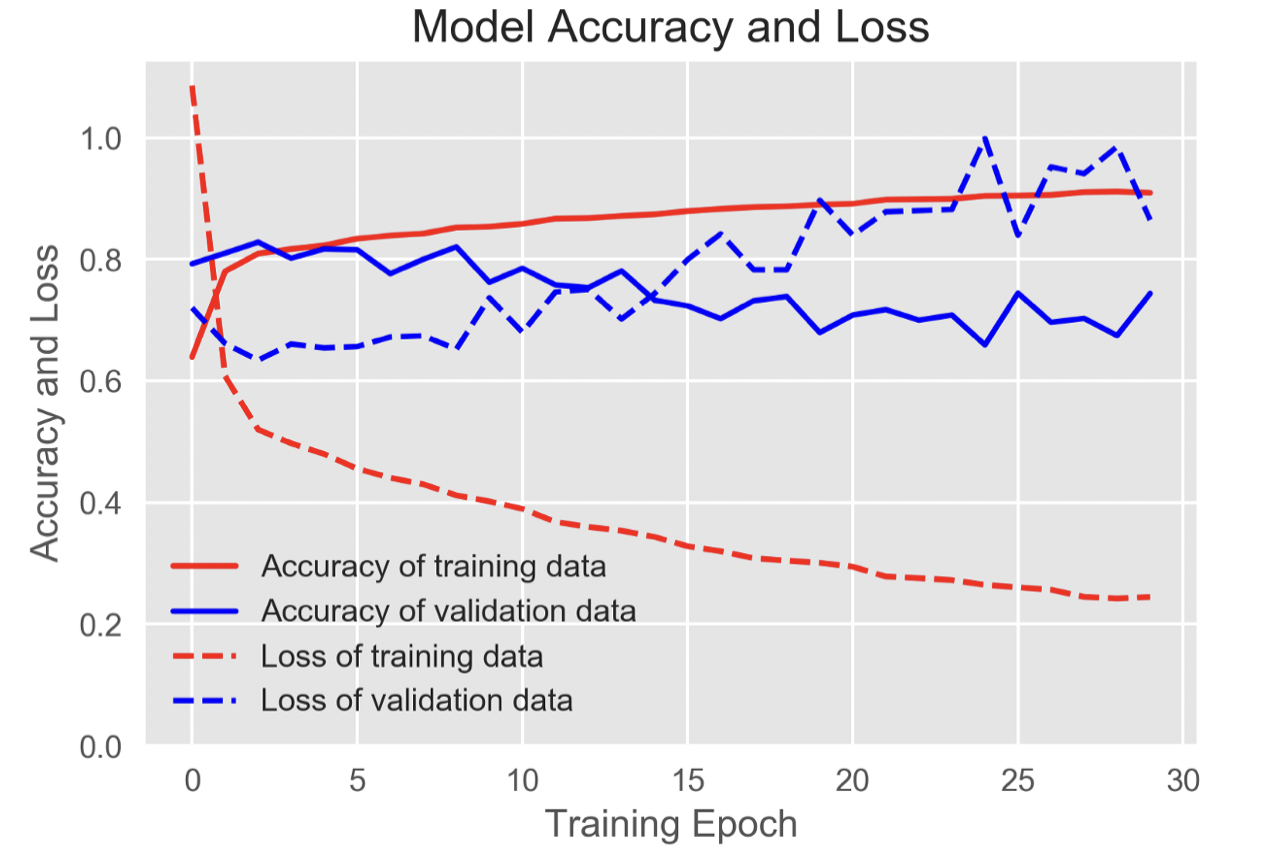 Model Accuracy and Loss
1.0
0.8
0.6
0.4
0.2
0.0
Accuracy and Loss
Accuracy of training data
Accuracy of validation data
Loss of training data
Loss of validation data
0 5 10 15 20 25 30
Training Epoch